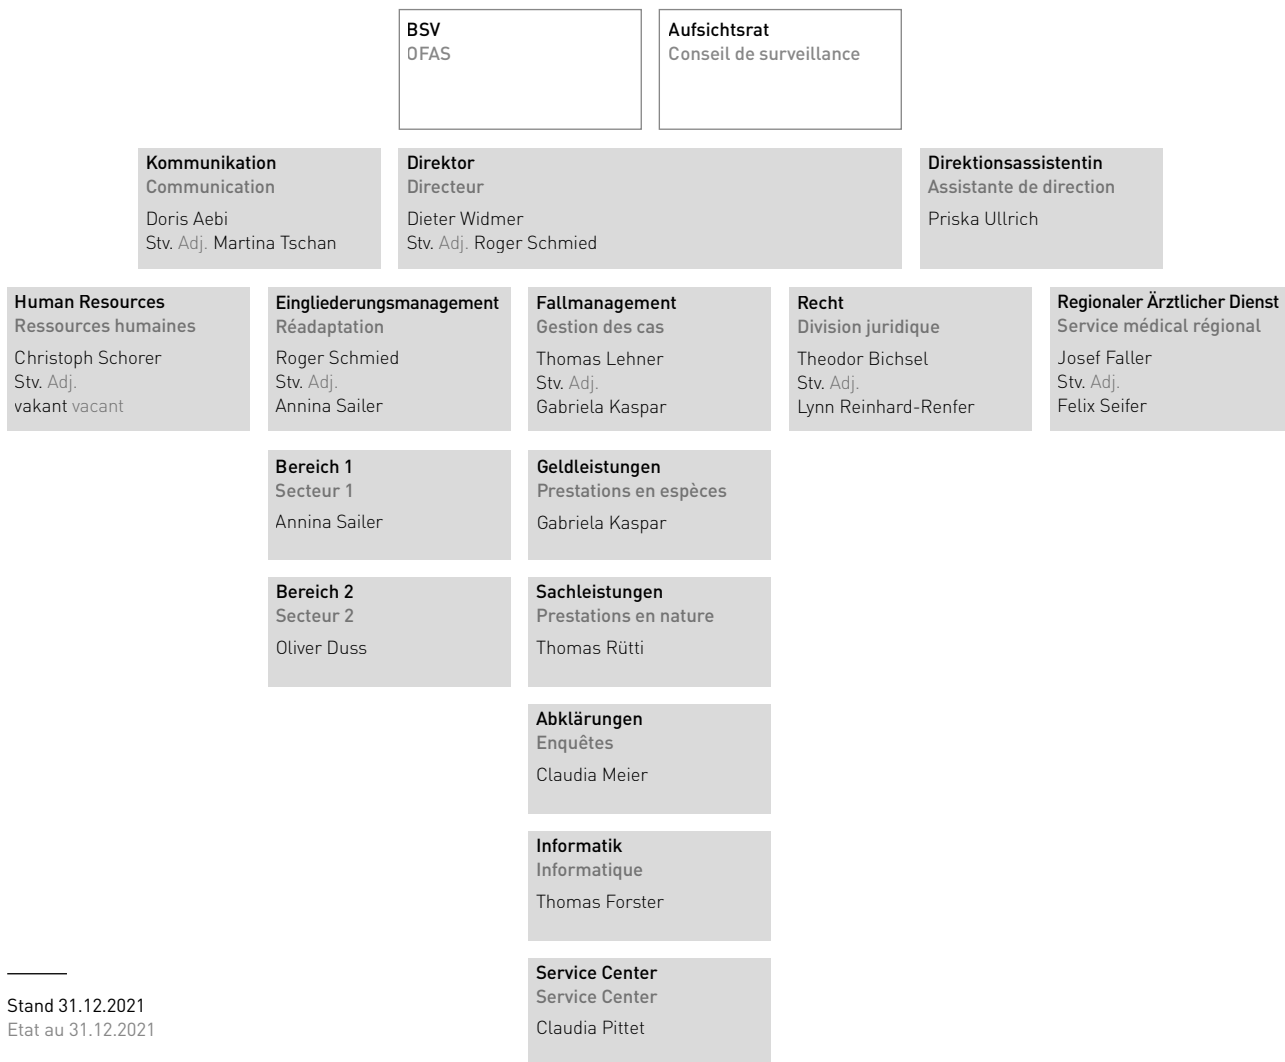 BSV
OFAS
Aufsichtsrat
Conseil de surveillance
Kommunikation
Communication
Doris Aebi
Stv. Adj. Martina Tschan
Direktor
Directeur
Dieter Widmer
Stv. Adj. Roger Schmied
Direktionsassistentin
Assistante de direction
Priska Ullrich
Human Resources
Ressources humaines
Christoph Schorer
Stv. Adj.
vakant vacant
Eingliederungsmanagement
Réadaptation
Roger Schmied
Stv. Adj.
Annina Sailer
Fallmanagement
Gestion des cas
Thomas Lehner
Stv. Adj.
Gabriela Kaspar
Recht
Division juridique
Theodor Bichsel
Stv. Adj.
Lynn Reinhard-Renfer
Regionaler Ärztlicher Dienst
Service médical régional
Josef Faller
Stv. Adj.
Felix Seifer
Bereich 1
Secteur 1
Annina Sailer
Geldleistungen
Prestations en espèces
Gabriela Kaspar
Bereich 2
Secteur 2
Oliver Duss
Sachleistungen
Prestations en nature
Thomas Rütti
Abklärungen
Enquêtes
Claudia Meier
Informatik
Informatique
Thomas Forster
Service Center
Service Center
Claudia Pittet
Stand 31.12.2021
Etat au 31.12.2021